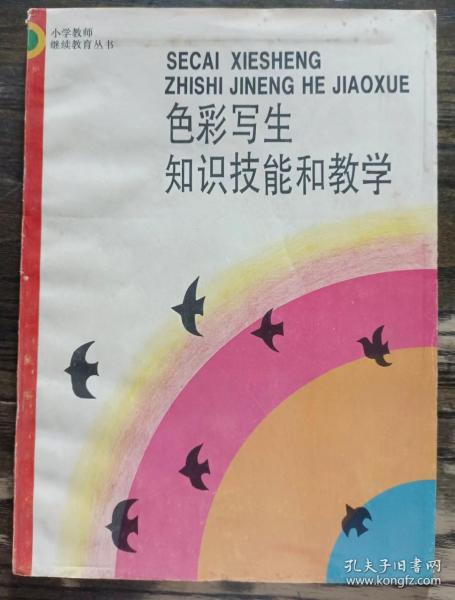 小学教师
继续教育丛书
SECAI XIESHENG
ZHISHI JINENG HE JIAOXUE
色彩写生
知识技能和教学
孔夫子旧书网
www.kongfz.com